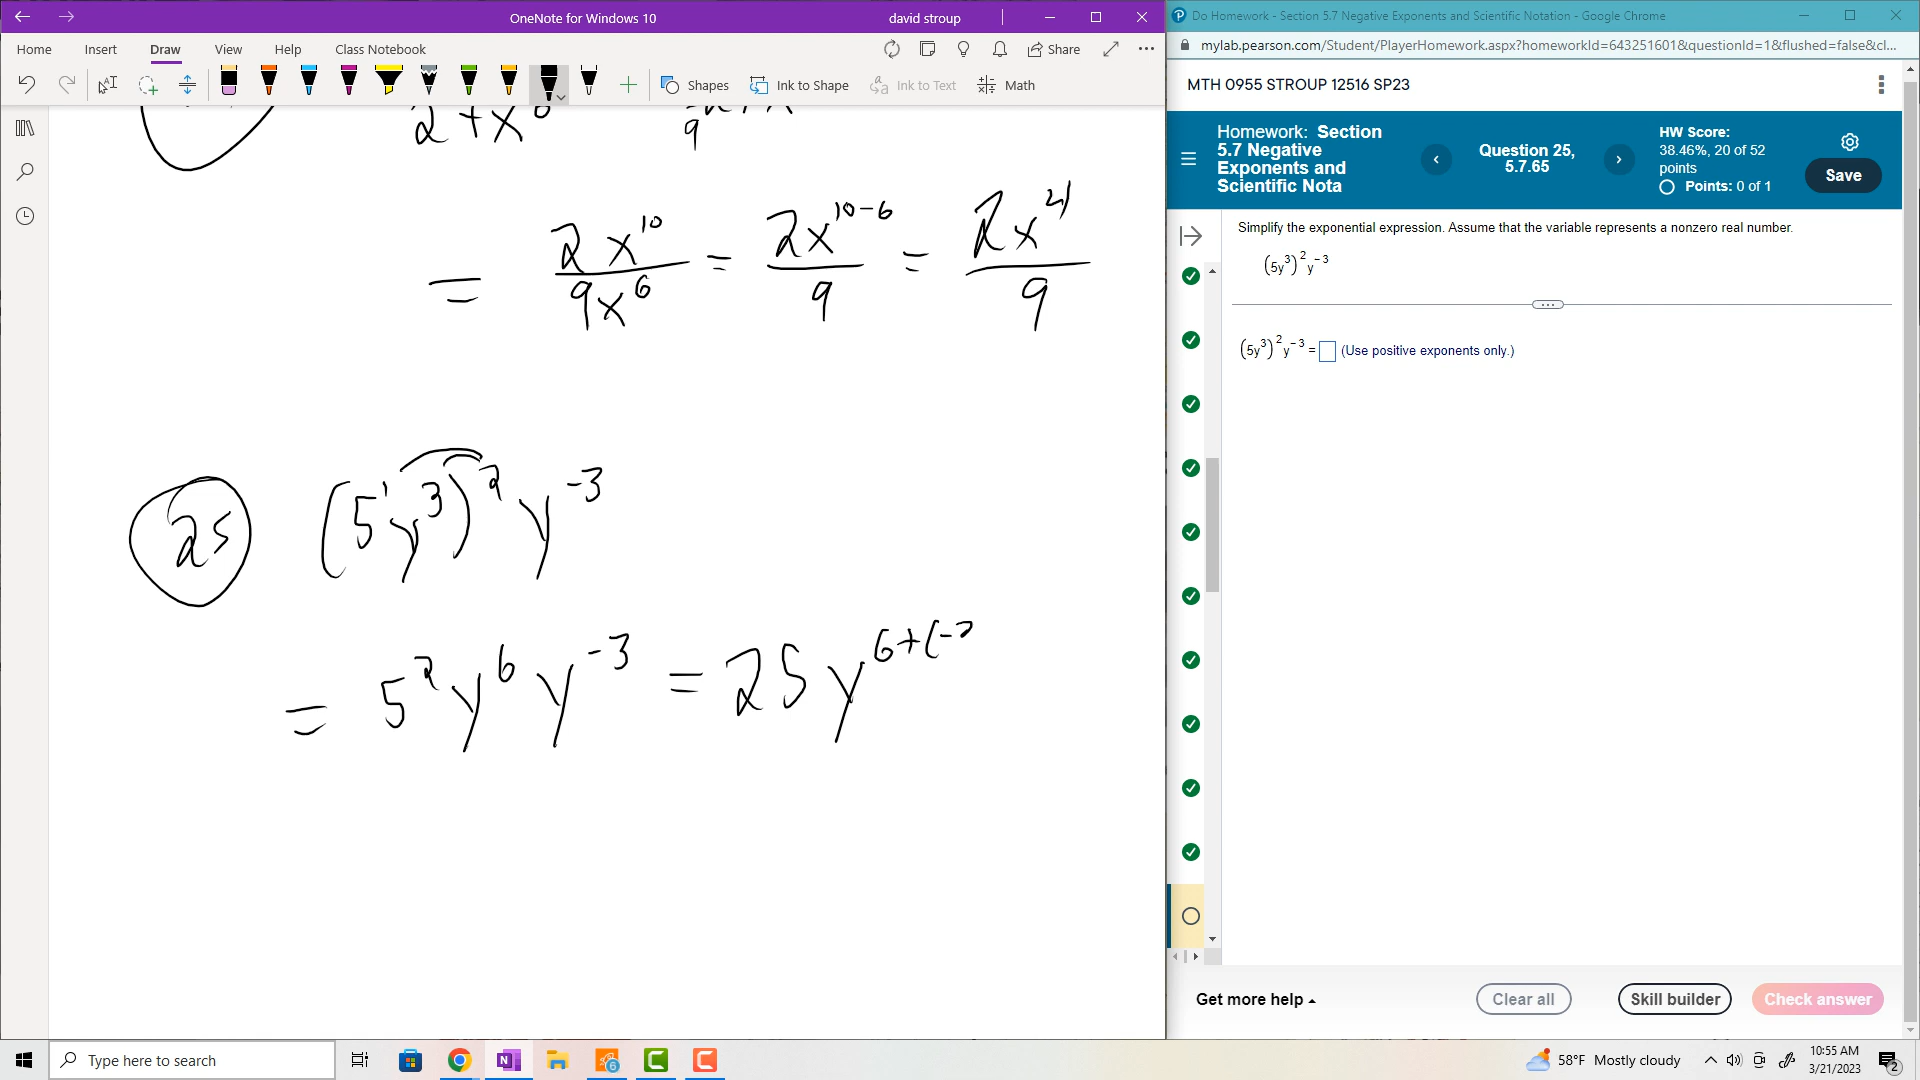 OneNote for Windows 10
david stroup
Home Insert Draw View Help Class Notebook
Share
Shapes Ink to Shape Ink to Text Math
2 + x
9
= 2x^10 / 9x^6 = 2x^(10-6) / 9 = 2x^4 / 9
25 (5^1 y^3)^2 y^-3
= 5^2 y^6 y^-3 = 25 y^6+(-3
Do Homework - Section 5.7 Negative Exponents and Scientific Notation - Google Chrome
mylab.pearson.com/Student/PlayerHomework.aspx?homeworkId=643251601&questionId=1&flushed=false&cl...
MTH 0955 STROUP 12516 SP23
Homework: Section 5.7 Negative Exponents and Scientific Nota
Question 25, 5.7.65
HW Score: 38.46%, 20 of 52 points
Points: 0 of 1
Save
Simplify the exponential expression. Assume that the variable represents a nonzero real number.
(5y^3)^2 y^-3
(5y^3)^2 y^-3 = (Use positive exponents only.)
Get more help
Clear all
Skill builder
Check answer
Type here to search
6
58°F Mostly cloudy
10:55 AM
3/21/2023
2